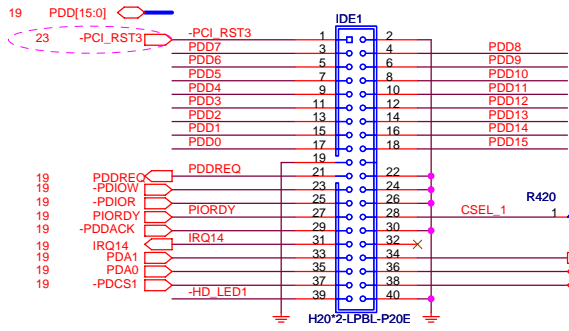 19 PDD[15:0]
IDE1
23 -PCI_RST3 -PCI_RST3 1 2
PDD7 3 4 PDD8
PDD6 5 6 PDD9
PDD5 7 8 PDD10
PDD4 9 10 PDD11
PDD3 11 12 PDD12
PDD2 13 14 PDD13
PDD1 15 16 PDD14
PDD0 17 18 PDD15
19
19 PDDREQ PDDREQ 21 22
19 -PDIOW 23 24
19 -PDIOR 25 26 R420
19 PIORDY PIORDY 27 28 CSEL_1 1
19 -PDDACK 29 30
19 IRQ14 IRQ14 31 32
19 PDA1 33 34
19 PDA0 35 36
19 -PDCS1 37 38
-HD_LED1 39 40
H20*2-LPBL-P20E